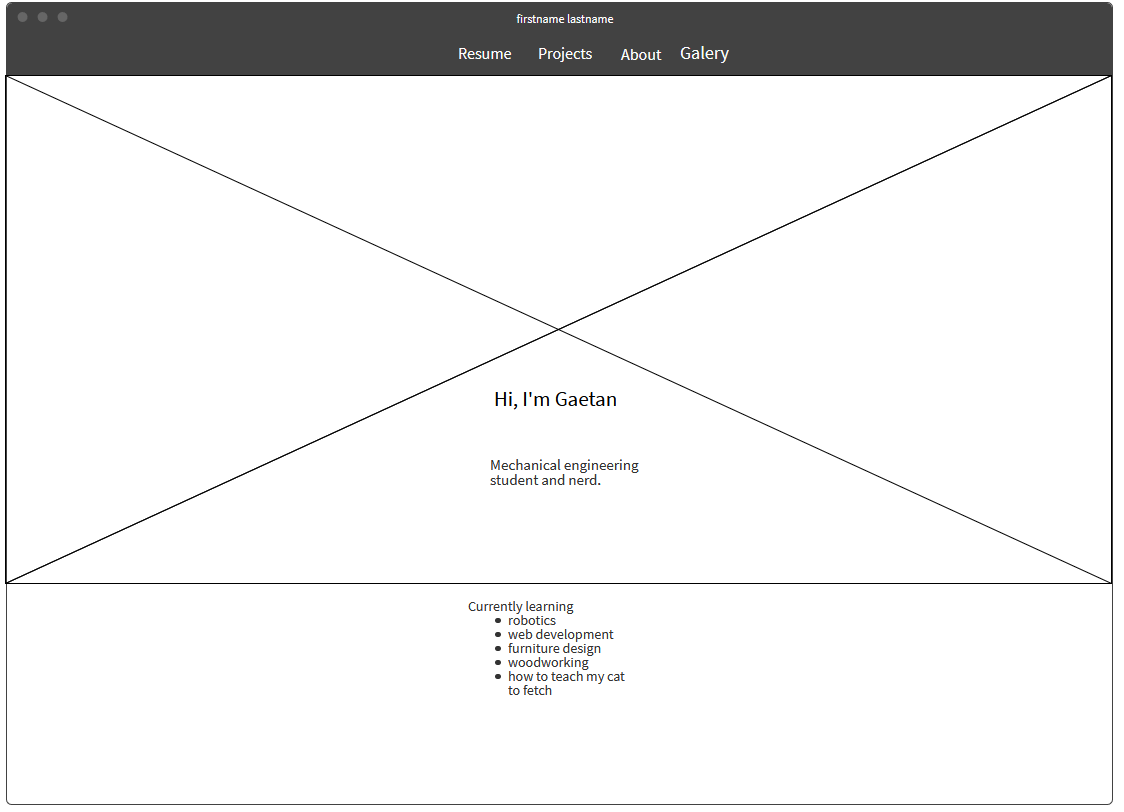 firstname lastname
Resume Projects About Galery
Hi, I'm Gaetan
Mechanical engineering
student and nerd.
Currently learning
• robotics
• web development
• furniture design
• woodworking
• how to teach my cat
to fetch